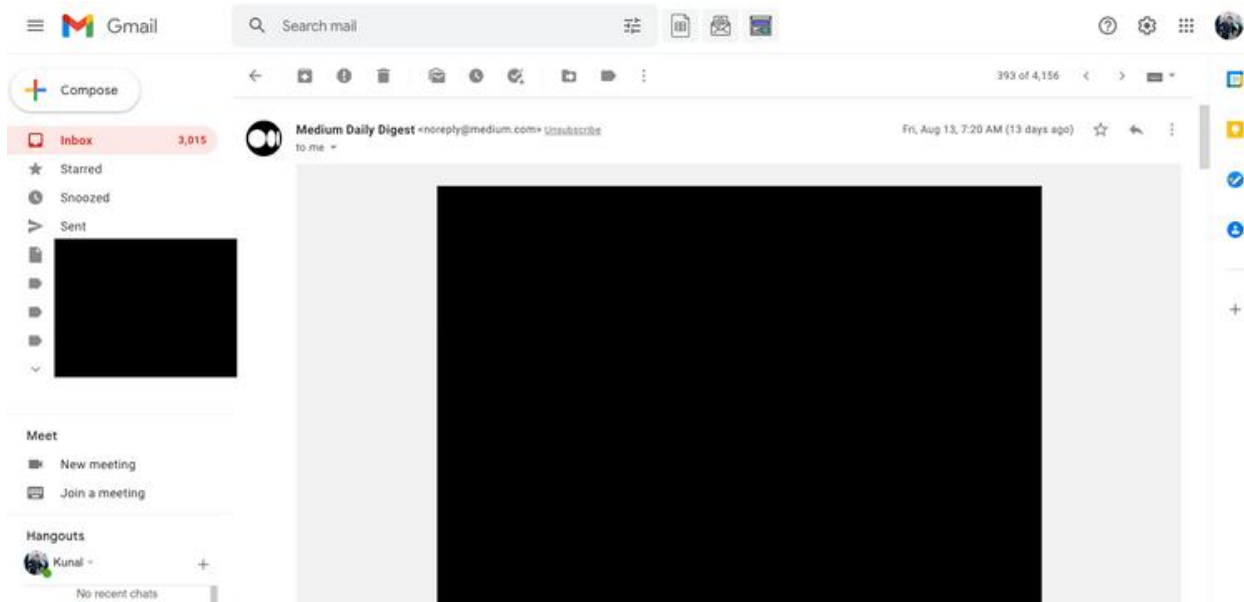 Gmail
Search mail
Compose
393 of 4,156
Inbox 3,015
Medium Daily Digest <noreply@medium.com> Unsubscribe
Fri, Aug 13, 7:20 AM (13 days ago)
to me
Starred
Snoozed
Sent
Meet
New meeting
Join a meeting
Hangouts
Kunal
No recent chats